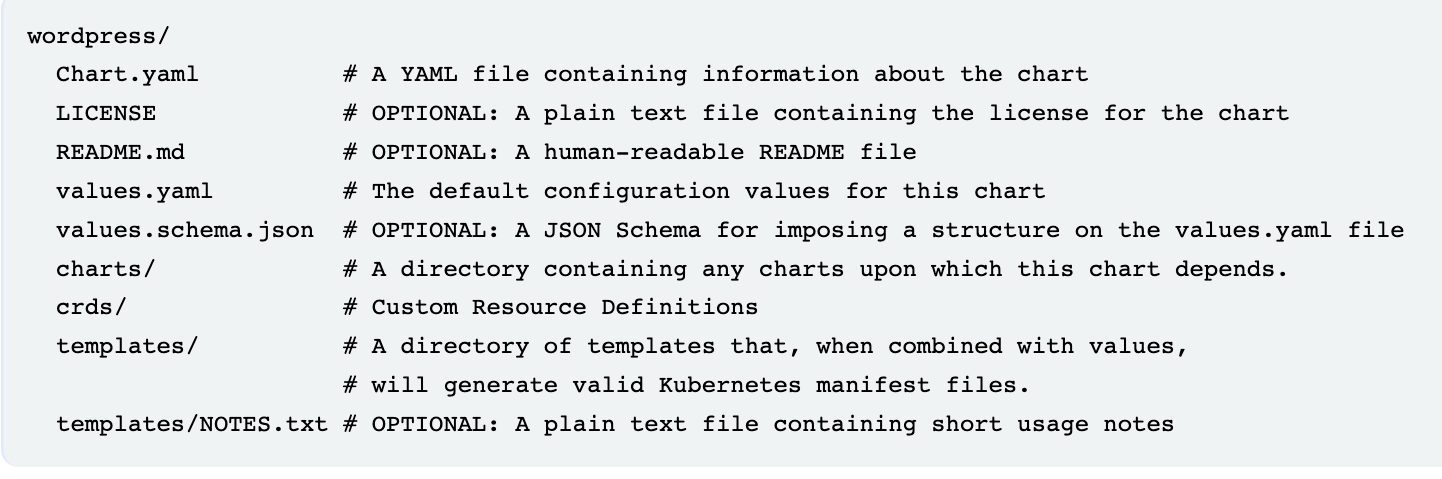 wordpress/
  Chart.yaml          # A YAML file containing information about the chart
  LICENSE             # OPTIONAL: A plain text file containing the license for the chart
  README.md           # OPTIONAL: A human-readable README file
  values.yaml         # The default configuration values for this chart
  values.schema.json  # OPTIONAL: A JSON Schema for imposing a structure on the values.yaml file
  charts/             # A directory containing any charts upon which this chart depends.
  crds/               # Custom Resource Definitions
  templates/          # A directory of templates that, when combined with values,
                      # will generate valid Kubernetes manifest files.
  templates/NOTES.txt # OPTIONAL: A plain text file containing short usage notes